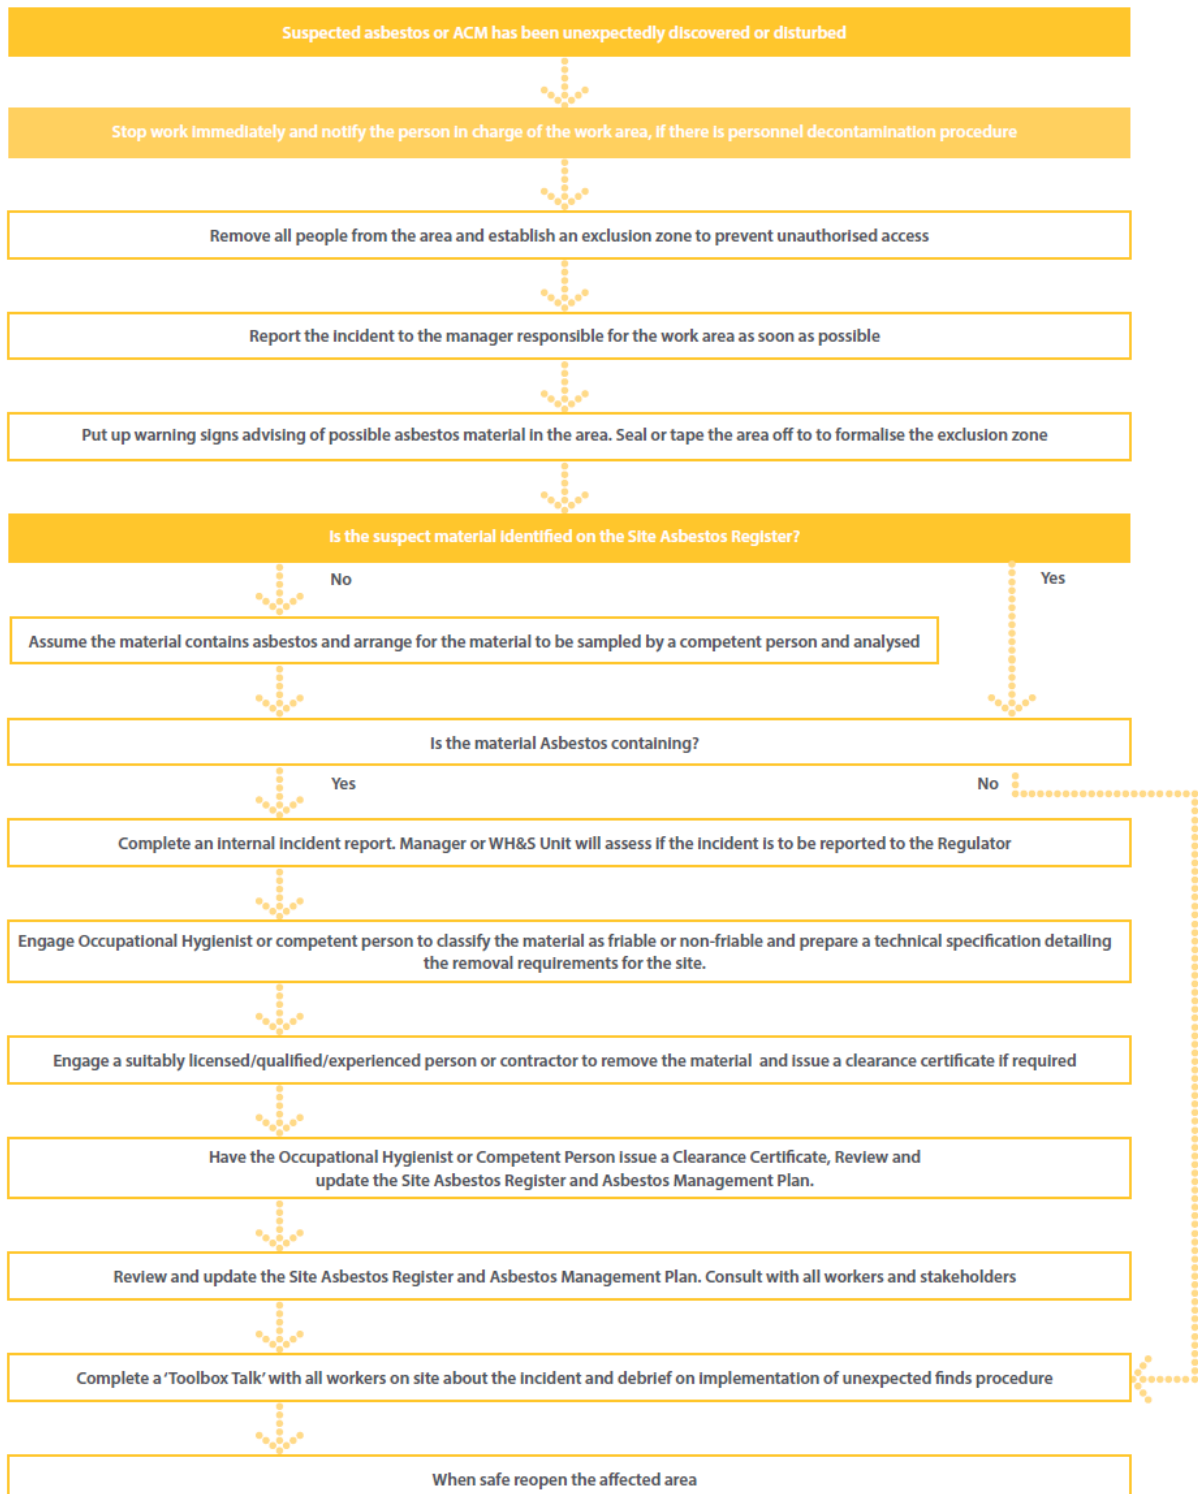 Suspected asbestos or ACM has been unexpectedly discovered or disturbed
Stop work immediately and notify the person in charge of the work area, if there is personnel decontamination procedure
Remove all people from the area and establish an exclusion zone to prevent unauthorised access
Report the incident to the manager responsible for the work area as soon as possible
Put up warning signs advising of possible asbestos material in the area. Seal or tape the area off to to formalise the exclusion zone
Is the suspect material identified on the Site Asbestos Register?
No
Yes
Assume the material contains asbestos and arrange for the material to be sampled by a competent person and analysed
Is the material Asbestos containing?
Yes
No
Complete an internal incident report. Manager or WH&S Unit will assess if the incident is to be reported to the Regulator
Engage Occupational Hygienist or competent person to classify the material as friable or non-friable and prepare a technical specification detailing
the removal requirements for the site.
Engage a suitably licensed/qualified/experienced person or contractor to remove the material and issue a clearance certificate if required
Have the Occupational Hygienist or Competent Person issue a Clearance Certificate, Review and
update the Site Asbestos Register and Asbestos Management Plan.
Review and update the Site Asbestos Register and Asbestos Management Plan. Consult with all workers and stakeholders
Complete a 'Toolbox Talk' with all workers on site about the incident and debrief on implementation of unexpected finds procedure
When safe reopen the affected area